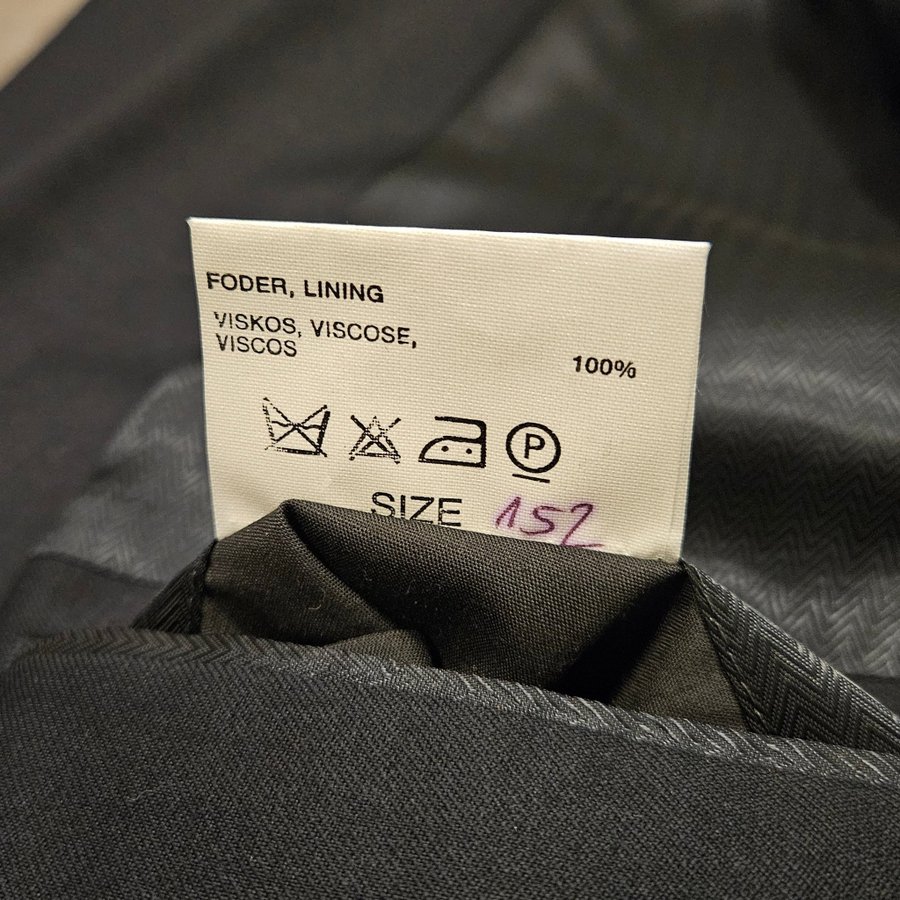 FODER, LINING
VISKOS, VISCOSE,
VISCOS
100%
P
SIZE 152